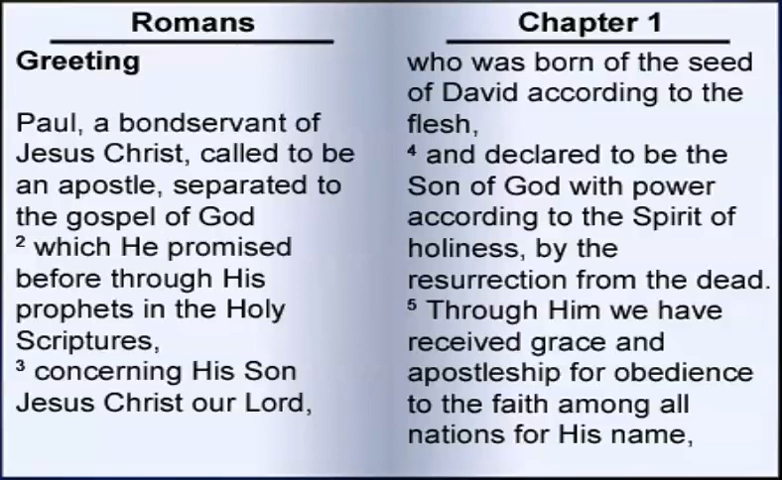 Romans
Greeting
Paul, a bondservant of
Jesus Christ, called to be
an apostle, separated to
the gospel of God
² which He promised
before through His
prophets in the Holy
Scriptures,
³ concerning His Son
Jesus Christ our Lord,
Chapter 1
who was born of the seed
of David according to the
flesh,
⁴ and declared to be the
Son of God with power
according to the Spirit of
holiness, by the
resurrection from the dead.
⁵ Through Him we have
received grace and
apostleship for obedience
to the faith among all
nations for His name,